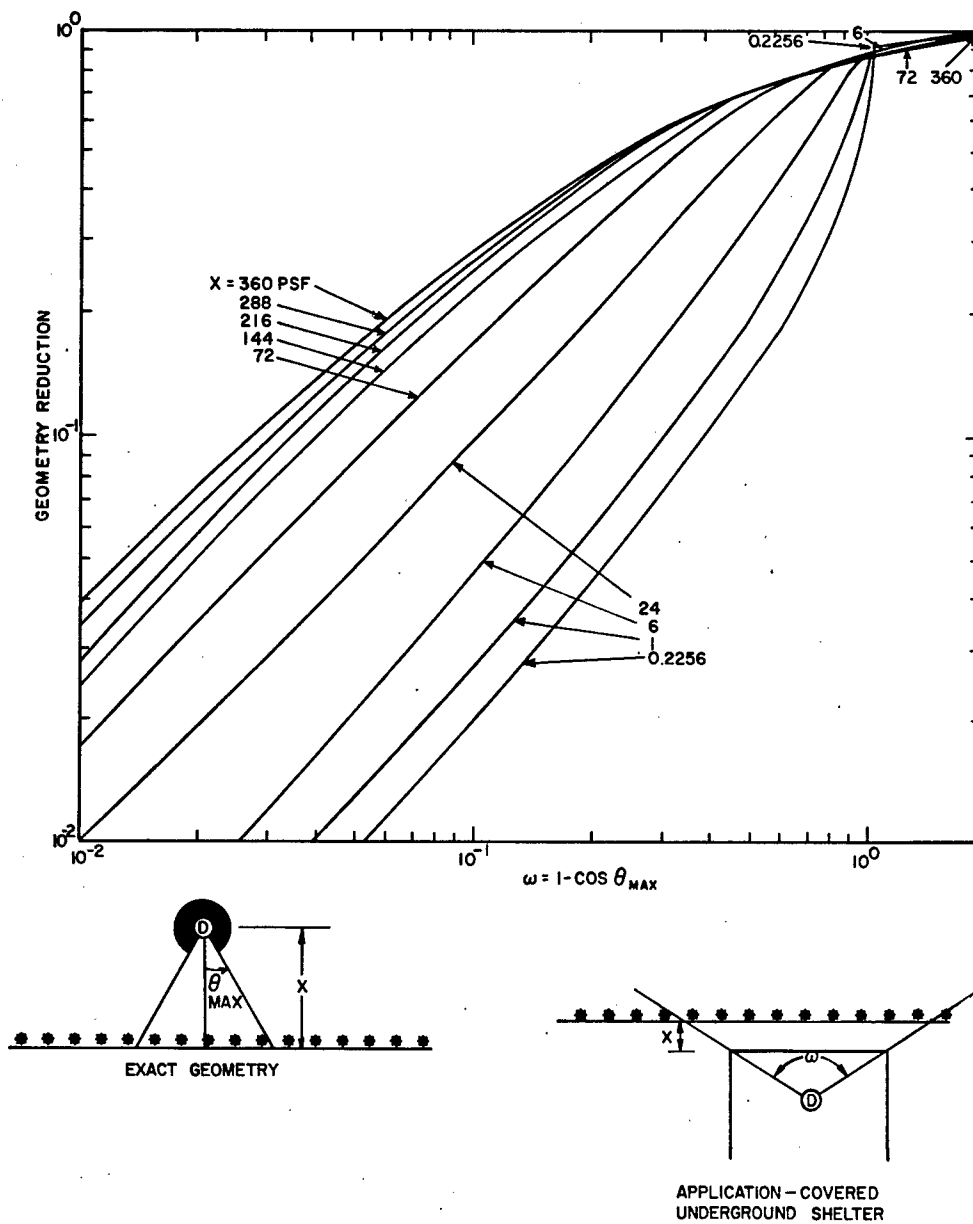 10⁰
0.2256
6
72 360
X = 360 PSF
288
216
144
72
GEOMETRY REDUCTION
10⁻¹
24
6
1
0.2256
10⁻²
10⁻² 10⁻¹ 10⁰
ω = 1-COS θ MAX
D
θ
MAX
X
EXACT GEOMETRY
X
ω
D
APPLICATION – COVERED
UNDERGROUND SHELTER